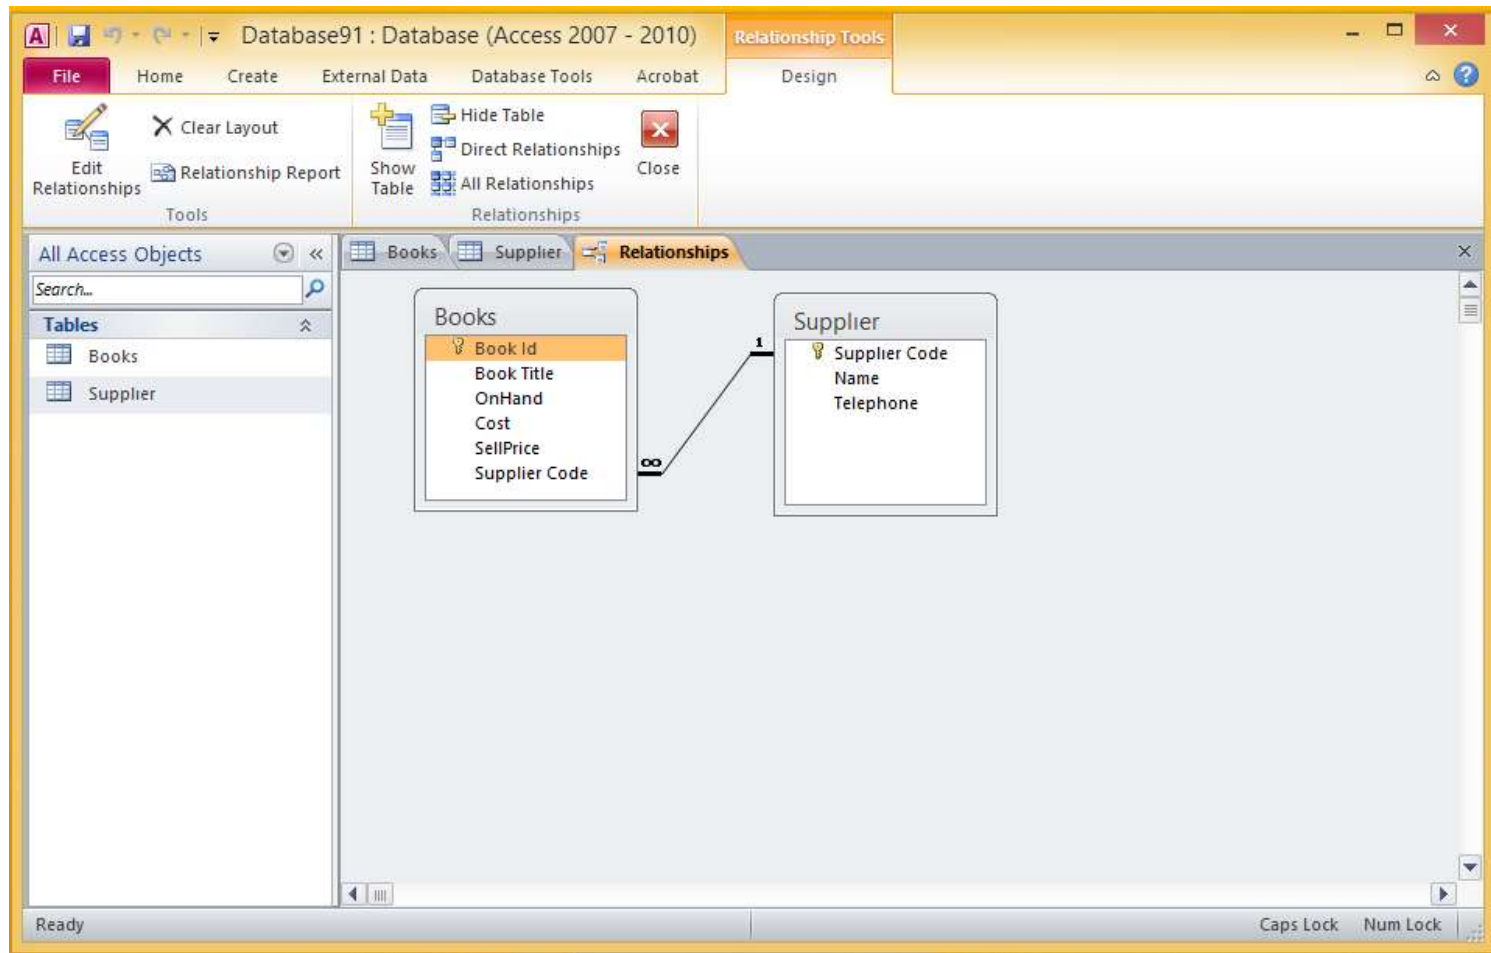 Database91 : Database (Access 2007 - 2010)
Relationship Tools
File Home Create External Data Database Tools Acrobat Design
Edit Relationships
Clear Layout
Relationship Report
Tools
Show Table
Hide Table
Direct Relationships
All Relationships
Close
Relationships
All Access Objects
Search...
Tables
Books
Supplier
Books Supplier Relationships
Books
Book Id
Book Title
OnHand
Cost
SellPrice
Supplier Code
∞
1
Supplier
Supplier Code
Name
Telephone
Ready
Caps Lock Num Lock